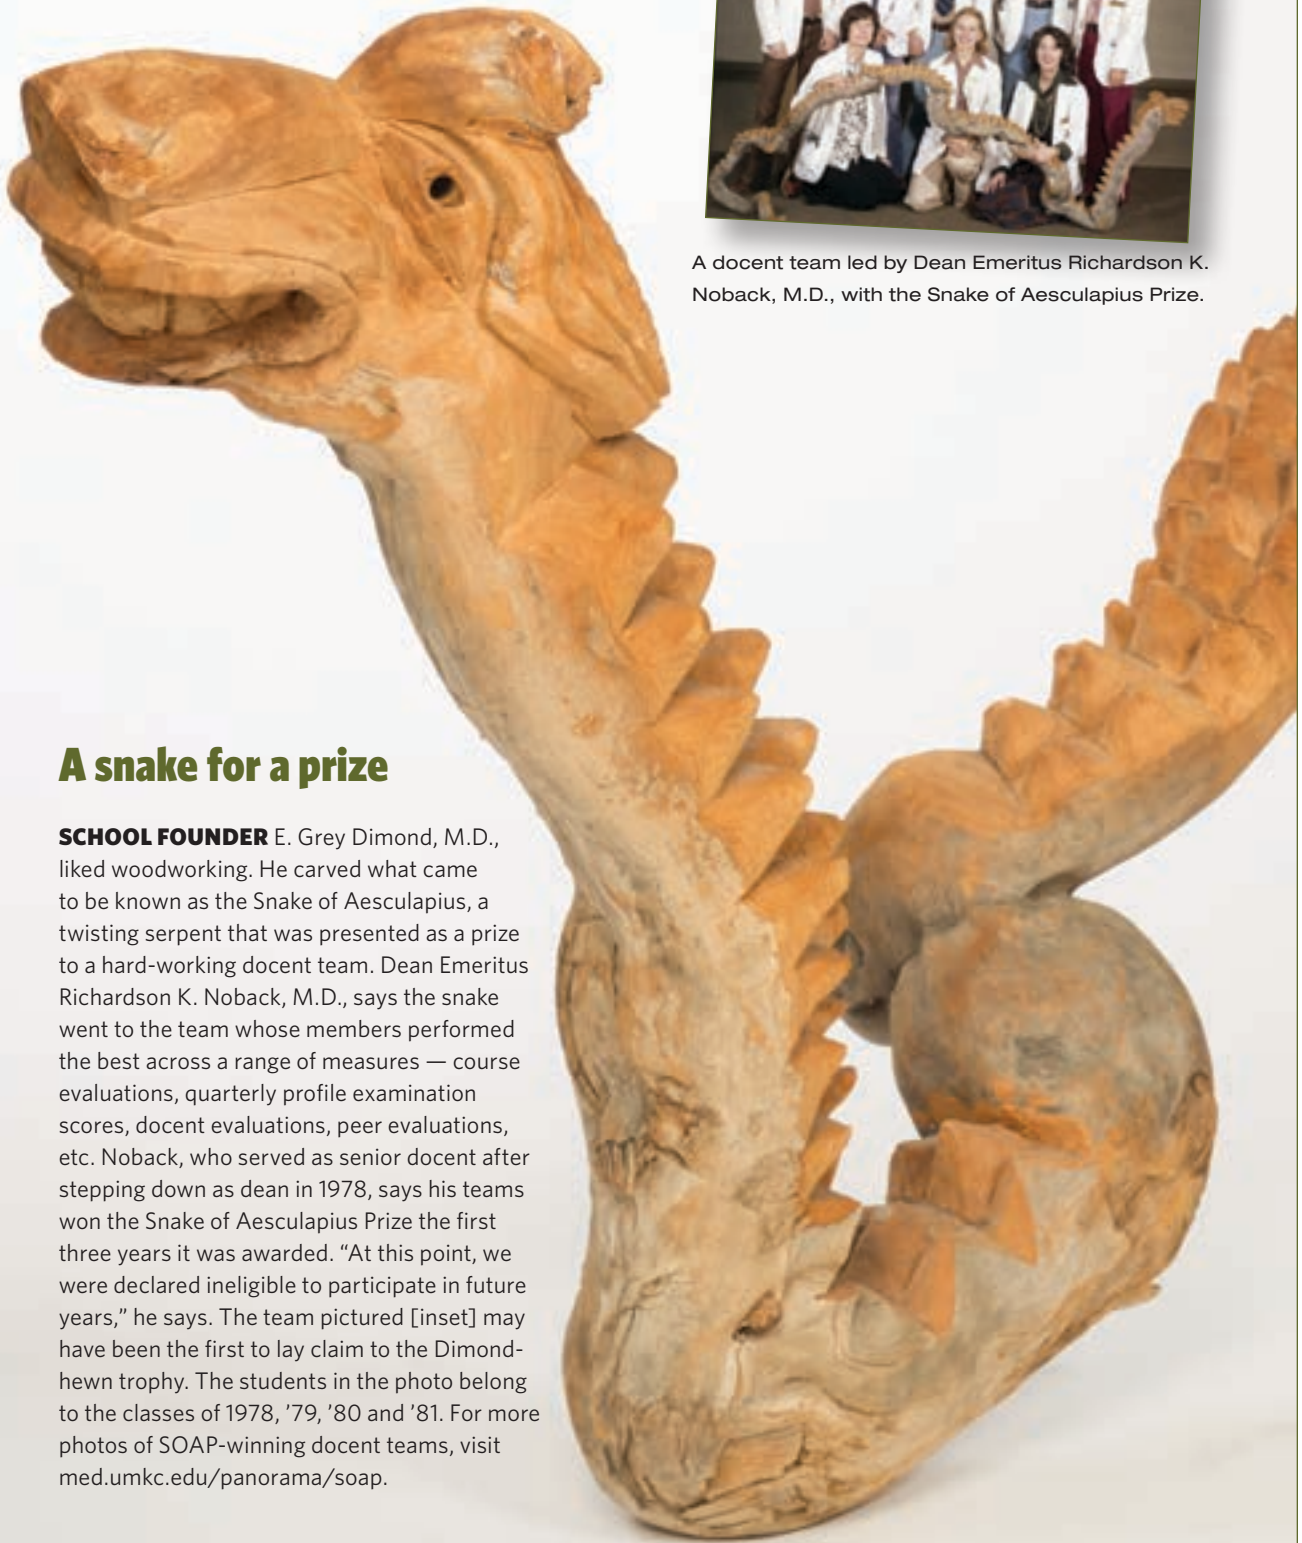 A docent team led by Dean Emeritus Richardson K.
Noback, M.D., with the Snake of Aesculapius Prize.
A snake for a prize
SCHOOL FOUNDER E. Grey Dimond, M.D.,
liked woodworking. He carved what came
to be known as the Snake of Aesculapius, a
twisting serpent that was presented as a prize
to a hard-working docent team. Dean Emeritus
Richardson K. Noback, M.D., says the snake
went to the team whose members performed
the best across a range of measures — course
evaluations, quarterly profile examination
scores, docent evaluations, peer evaluations,
etc. Noback, who served as senior docent after
stepping down as dean in 1978, says his teams
won the Snake of Aesculapius Prize the first
three years it was awarded. “At this point, we
were declared ineligible to participate in future
years,” he says. The team pictured [inset] may
have been the first to lay claim to the Dimond-
hewn trophy. The students in the photo belong
to the classes of 1978, ’79, ’80 and ’81. For more
photos of SOAP-winning docent teams, visit
med.umkc.edu/panorama/soap.